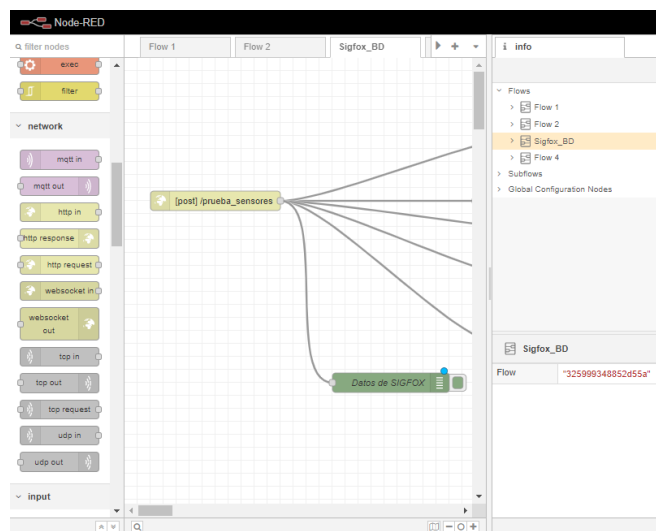 Node-RED
filter nodes
Flow 1
Flow 2
Sigfox_BD
i info
exec
filter
network
mqtt in
mqtt out
http in
http response
http request
websocket in
websocket
out
tcp in
tcp out
tcp request
udp in
udp out
input
[post] /prueba_sensores
Datos de SIGFOX
Flows
Flow 1
Flow 2
Sigfox_BD
Flow 4
Subflows
Global Configuration Nodes
Sigfox_BD
Flow "325999348852d55a"